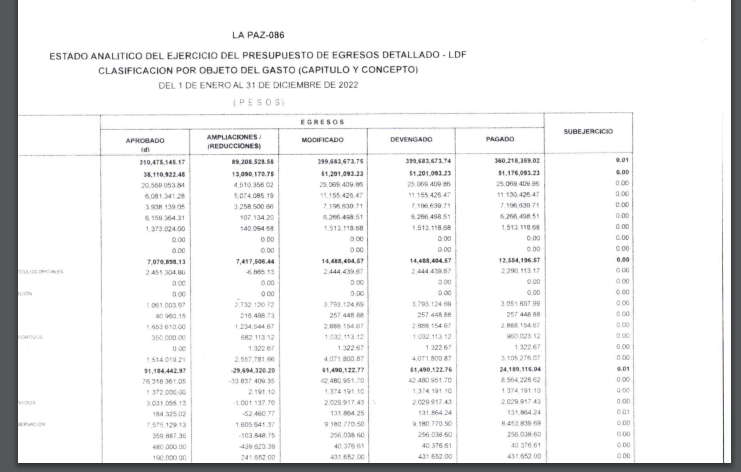 LA PAZ-086
ESTADO ANALITICO DEL EJERCICIO DEL PRESUPUESTO DE EGRESOS DETALLADO - LDF
CLASIFICACION POR OBJETO DEL GASTO (CAPITULO Y CONCEPTO)
DEL 1 DE ENERO AL 31 DE DICIEMBRE DE 2022
( P E S O S )
E G R E S O S
APROBADO (d) AMPLIACIONES / (REDUCCIONES) MODIFICADO DEVENGADO PAGADO SUBEJERCICIO
310,475,145.17 89,208,528.58 399,683,673.75 399,683,673.74 360,218,359.02 0.01
38,110,922.48 13,090,170.75 51,201,093.23 51,201,093.23 51,176,093.23 0.00
20,559,053.84 4,510,356.02 25,069,409.86 25,069,409.86 25,069,409.86 0.00
6,081,341.28 5,074,085.19 11,155,426.47 11,155,426.47 11,130,426.47 0.00
3,938,139.05 3,258,500.66 7,196,639.71 7,196,639.71 7,196,639.71 0.00
6,159,364.31 107,134.20 6,266,498.51 6,266,498.51 6,266,498.51 0.00
1,373,024.00 140,094.68 1,513,118.68 1,513,118.68 1,513,118.68 0.00
0.00 0.00 0.00 0.00 0.00 0.00
0.00 0.00 0.00 0.00 0.00 0.00
7,070,898.13 7,417,506.44 14,488,404.57 14,488,404.57 12,554,196.57 0.00
2,451,304.80 -6,865.13 2,444,439.67 2,444,439.67 2,290,113.17 0.00
0.00 0.00 0.00 0.00 0.00 0.00
0.00 0.00 0.00 0.00 0.00 0.00
1,061,003.97 2,732,120.72 3,793,124.69 3,793,124.69 3,051,657.99 0.00
40,960.15 216,488.73 257,448.88 257,448.88 257,448.88 0.00
1,653,610.00 1,234,544.67 2,888,154.67 2,888,154.67 2,868,154.67 0.00
350,000.00 682,113.12 1,032,113.12 1,032,113.12 960,023.12 0.00
0.00 1,322.67 1,322.67 1,322.67 1,322.67 0.00
1,514,019.21 2,557,781.66 4,071,800.87 4,071,800.87 3,105,276.07 0.00
91,184,442.97 -29,694,320.20 61,490,122.77 61,490,122.76 24,189,116.04 0.01
76,318,361.05 -33,837,409.35 42,480,951.70 42,480,951.70 6,564,228.62 0.00
1,372,000.00 2,191.10 1,374,191.10 1,374,191.10 1,374,191.10 0.00
3,031,055.13 -1,001,137.70 2,029,917.43 2,029,917.43 2,029,917.43 0.00
184,325.02 -52,460.77 131,864.25 131,864.24 131,864.24 0.01
7,575,129.13 1,605,641.37 9,180,770.50 9,180,770.50 8,453,839.69 0.00
359,887.35 -103,848.75 256,038.60 256,038.60 256,038.60 0.00
480,000.00 -439,623.39 40,376.61 40,376.61 40,376.61 0.00
190,000.00 241,652.00 431,652.00 431,652.00 431,652.00 0.00